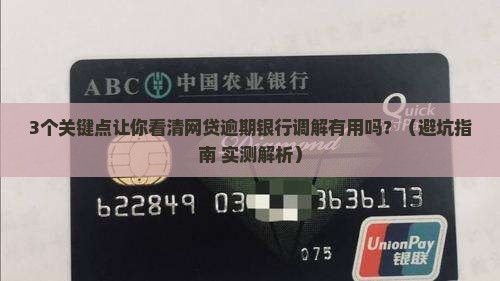 ABC 中国农业银行
Quick
3个关键点让你看清网贷逾期银行调解有用吗？（避坑指
南 实测解析）
Diamond
622849 03 3636173
075
UnionPay
银联